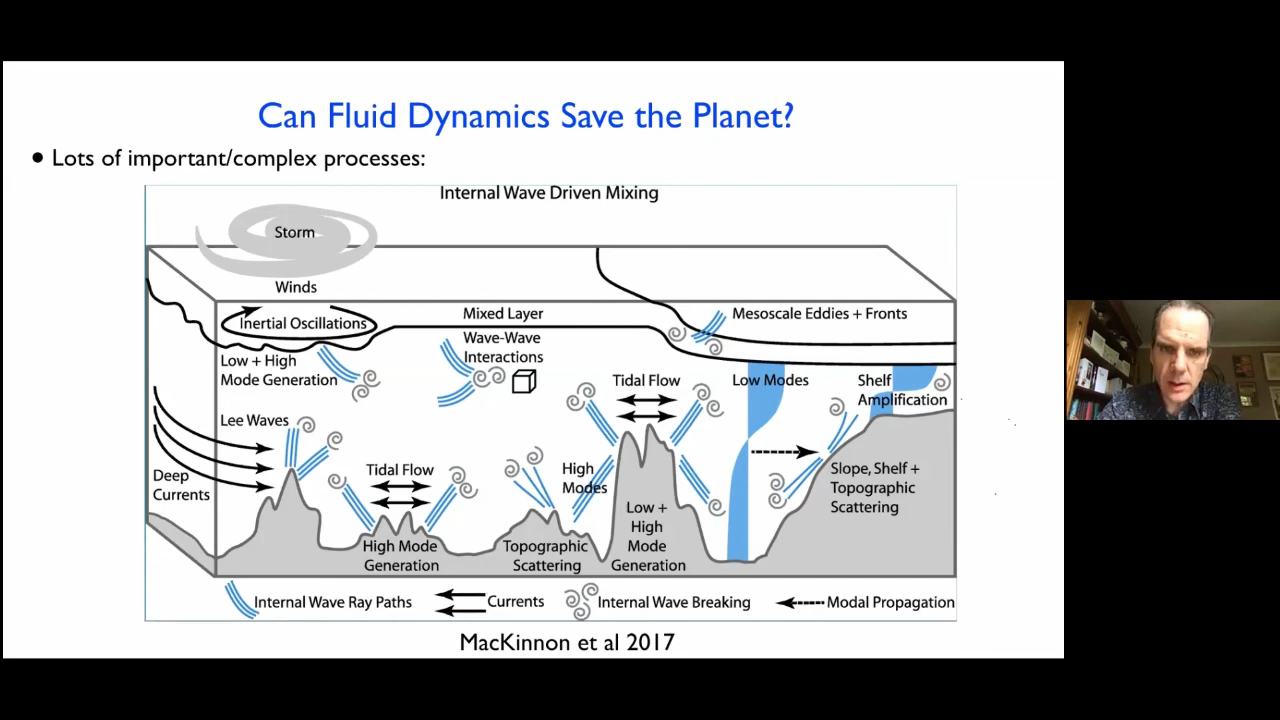 Can Fluid Dynamics Save the Planet?
• Lots of important/complex processes:
Internal Wave Driven Mixing
Storm
Winds
Inertial Oscillations
Mixed Layer
Mesoscale Eddies + Fronts
Wave-Wave
Interactions
Low + High
Mode Generation
Tidal Flow
Low Modes
Shelf
Amplification
Lee Waves
Deep
Currents
Tidal Flow
High
Modes
Slope, Shelf +
Topographic
Scattering
Low +
High
Mode
Generation
High Mode
Generation
Topographic
Scattering
Internal Wave Ray Paths
Currents
Internal Wave Breaking
Modal Propagation
MacKinnon et al 2017